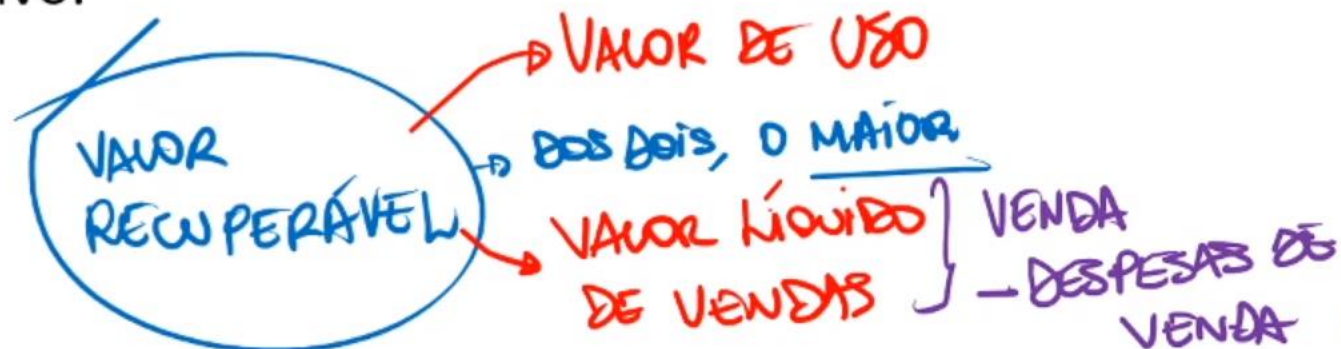 VALOR DE USO
VALOR
RECUPERÁVEL
DOS DOIS, O MAIOR
VALOR LÍQUIDO
DE VENDAS
VENDA
- DESPESAS DE
VENDA